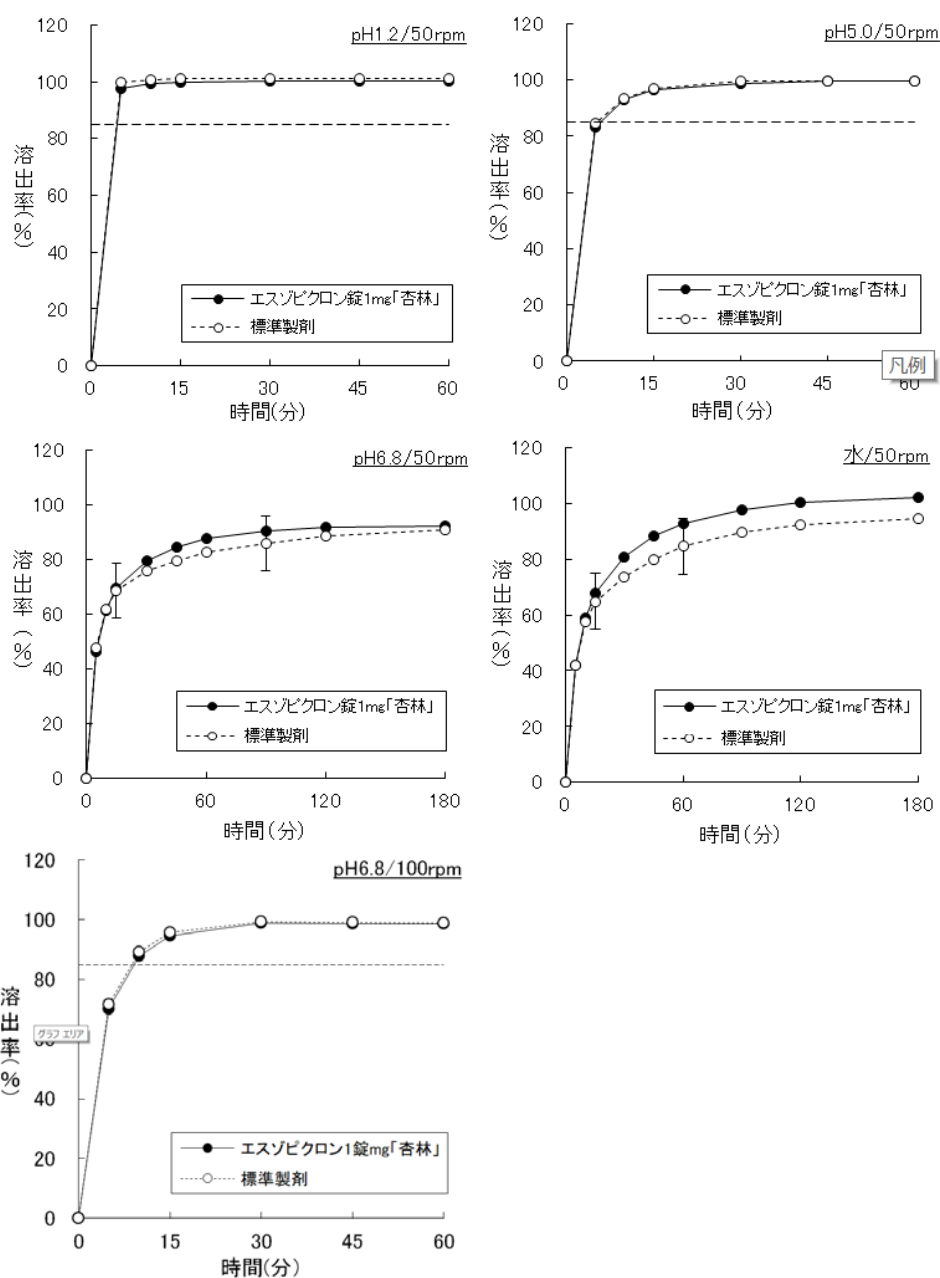 pH1.2/50rpm
120
100
80
60
40
20
0
溶出率(%)
エスゾピクロン錠1mg「杏林」
標準製剤
0 15 30 45 60
時間(分)
pH5.0/50rpm
120
100
80
60
40
20
0
溶出率(%)
エスゾピクロン錠1mg「杏林」
標準製剤
凡例
0 15 30 45 60
時間(分)
pH6.8/50rpm
120
100
80
60
40
20
0
溶出率(%)
エスゾピクロン錠1mg「杏林」
標準製剤
0 60 120 180
時間(分)
水/50rpm
120
100
80
60
40
20
0
溶出率(%)
エスゾピクロン錠1mg「杏林」
標準製剤
0 60 120 180
時間(分)
pH6.8/100rpm
120
100
80
グラフ エリア
60
40
20
0
溶出率(%)
エスゾピクロン1錠mg「杏林」
標準製剤
0 15 30 45 60
時間(分)